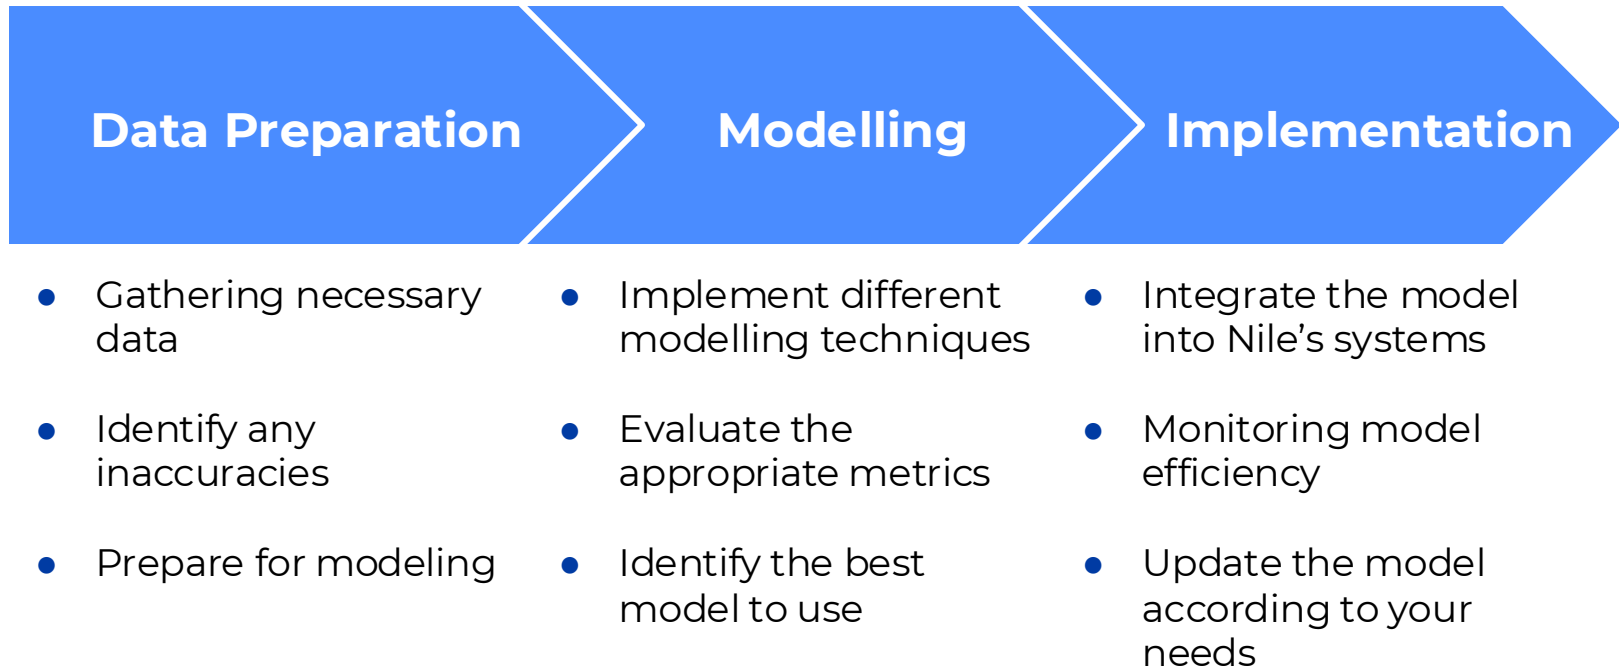 Data Preparation
Modelling
Implementation
● Gathering necessary
data
● Identify any
inaccuracies
● Prepare for modeling
● Implement different
modelling techniques
● Evaluate the
appropriate metrics
● Identify the best
model to use
● Integrate the model
into Nile’s systems
● Monitoring model
efficiency
● Update the model
according to your
needs